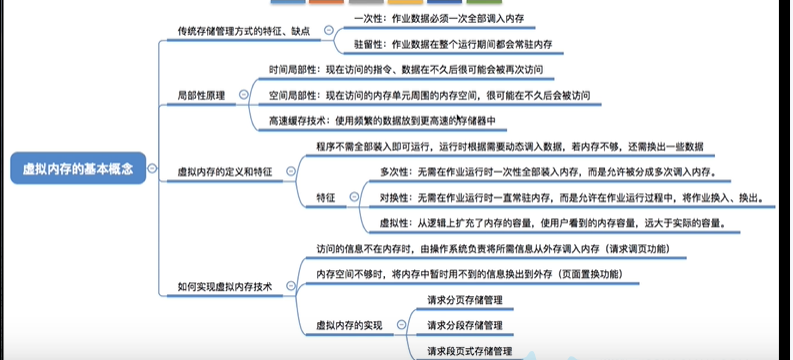 传统存储管理方式的特征、缺点
一次性：作业数据必须一次全部调入内存
驻留性：作业数据在整个运行期间都会常驻内存
局部性原理
时间局部性：现在访问的指令、数据在不久后很可能会被再次访问
空间局部性：现在访问的内存单元周围的内存空间，很可能在不久后会被访问
高速缓存技术：使用频繁的数据放到更高速的存储器中
虚拟内存的基本概念
虚拟内存的定义和特征
程序不需全部装入即可运行，运行时根据需要动态调入数据，若内存不够，还需换出一些数据
特征
多次性：无需在作业运行时一次性全部装入内存，而是允许被分成多次调入内存。
对换性：无需在作业运行时一直常驻内存，而是允许在作业运行过程中，将作业换入、换出。
虚拟性：从逻辑上扩充了内存的容量，使用户看到的内存容量，远大于实际的容量。
如何实现虚拟内存技术
访问的信息不在内存时，由操作系统负责将所需信息从外存调入内存（请求调页功能）
内存空间不够时，将内存中暂时用不到的信息换出到外存（页面置换功能）
虚拟内存的实现
请求分页存储管理
请求分段存储管理
请求段页式存储管理